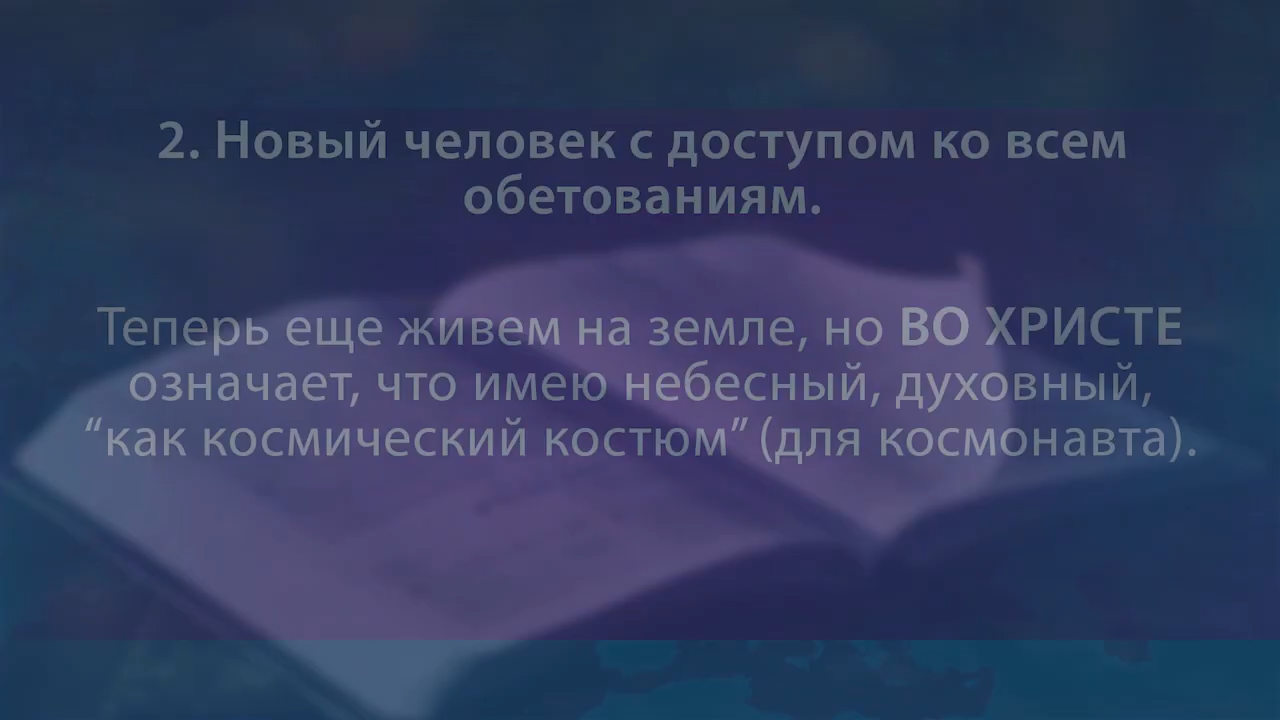 2. Новый человек с доступом ко всем
обетованиям.
Теперь еще живем на земле, но ВО ХРИСТЕ
означает, что имею небесный, духовный,
“как космический костюм” (для космонавта).